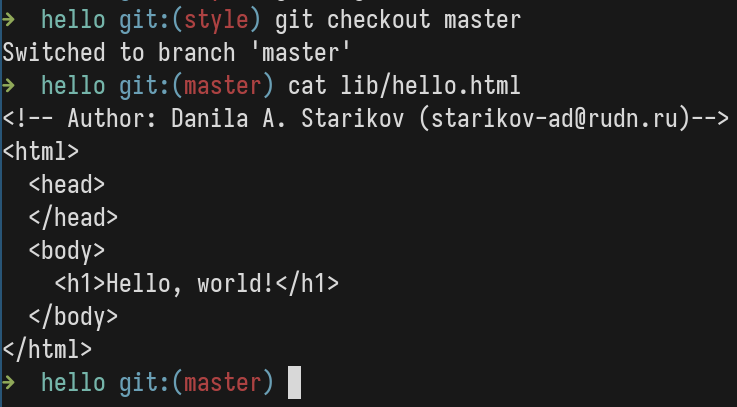 → hello git:(style) git checkout master
Switched to branch 'master'
→ hello git:(master) cat lib/hello.html
<!-- Author: Danila A. Starikov (starikov-ad@rudn.ru)-->
<html>
  <head>
  </head>
  <body>
    <h1>Hello, world!</h1>
  </body>
</html>
→ hello git:(master)